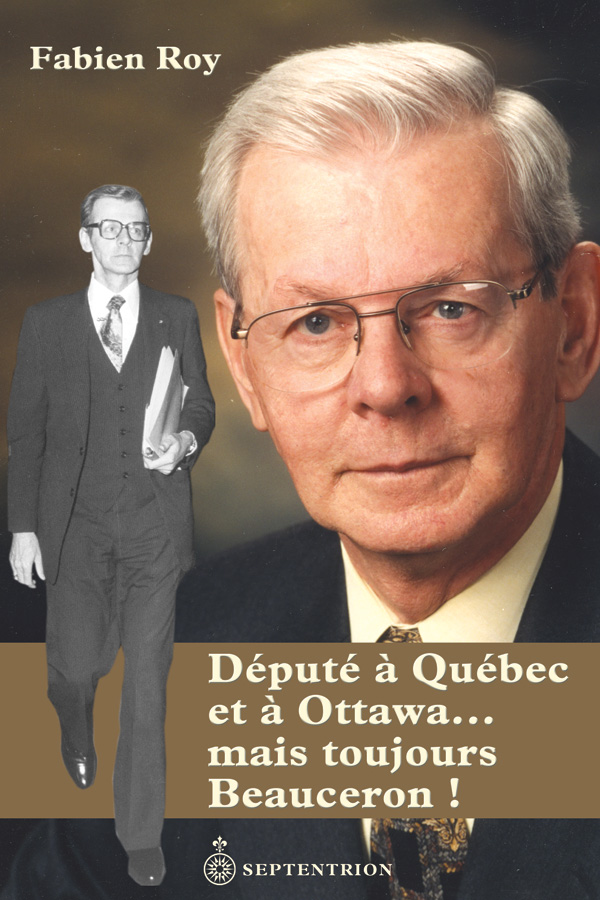 Fabien Roy
Député à Québec
et à Ottawa...
mais toujours
Beauceron !
SEPTENTRION